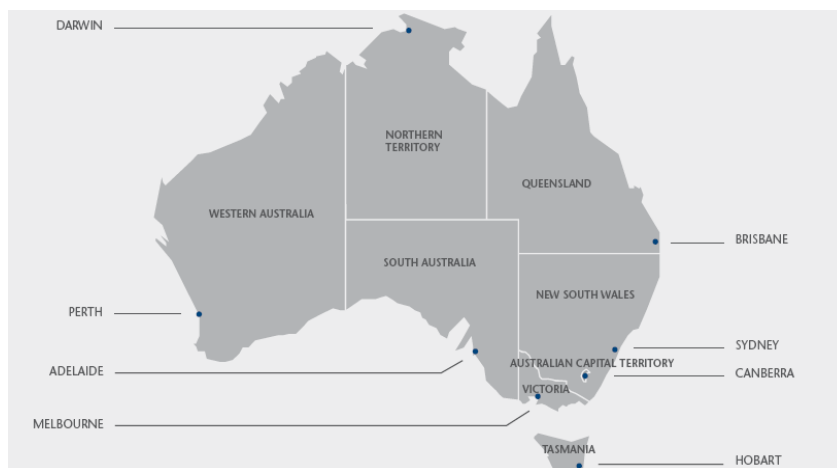 DARWIN
NORTHERN
TERRITORY
QUEENSLAND
WESTERN AUSTRALIA
BRISBANE
SOUTH AUSTRALIA
NEW SOUTH WALES
PERTH
SYDNEY
AUSTRALIAN CAPITAL TERRITORY
ADELAIDE
CANBERRA
VICTORIA
MELBOURNE
TASMANIA
HOBART